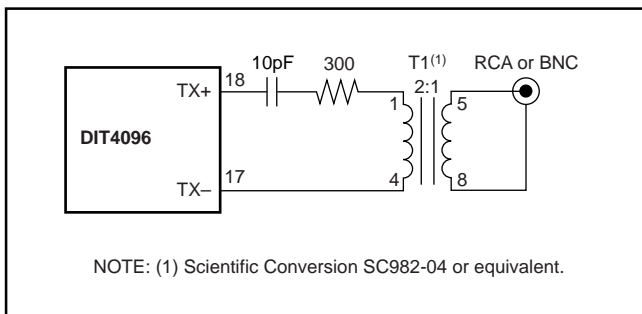 10pF 300 T1(1) RCA or BNC
TX+ 18 2:1
1 5
DIT4096
4 8
TX– 17
NOTE: (1) Scientific Conversion SC982-04 or equivalent.